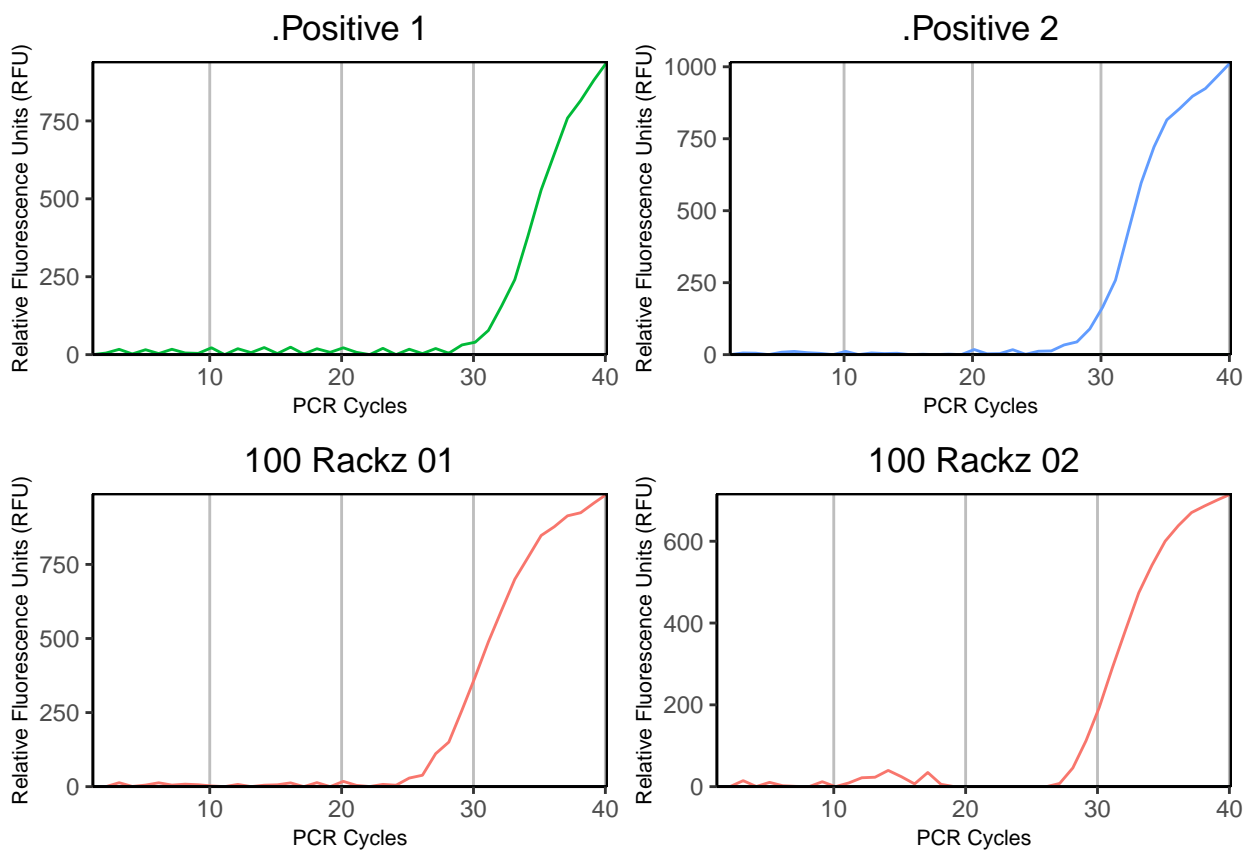 .Positive 1
Relative Fluorescence Units (RFU)
750
500
250
0
10 20 30 40
PCR Cycles
.Positive 2
Relative Fluorescence Units (RFU)
1000
750
500
250
0
10 20 30 40
PCR Cycles
100 Rackz 01
Relative Fluorescence Units (RFU)
750
500
250
0
10 20 30 40
PCR Cycles
100 Rackz 02
Relative Fluorescence Units (RFU)
600
400
200
0
10 20 30 40
PCR Cycles